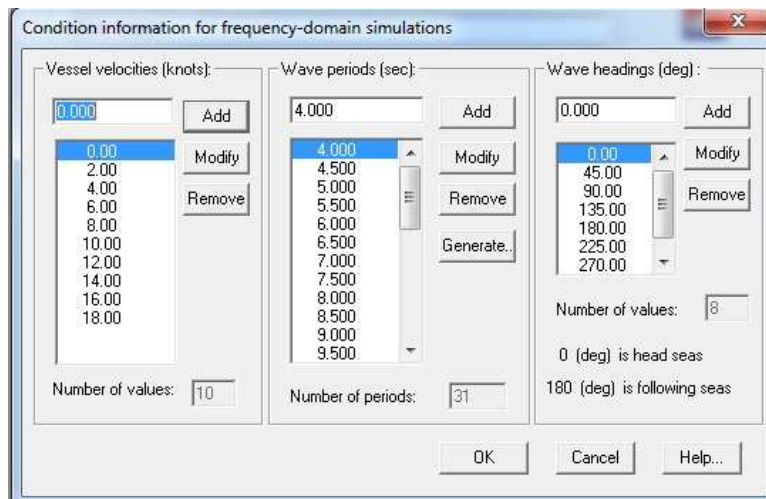 Condition information for frequency-domain simulations
Vessel velocities (knots):
0.000
Add
0.00
2.00
4.00
6.00
8.00
10.00
12.00
14.00
16.00
18.00
Modify
Remove
Number of values:
10
Wave periods (sec):
4.000
Add
4.000
4.500
5.000
5.500
6.000
6.500
7.000
7.500
8.000
8.500
9.000
9.500
Modify
Remove
Generate..
Number of periods:
31
Wave headings (deg) :
0.000
Add
0.00
45.00
90.00
135.00
180.00
225.00
270.00
Modify
Remove
Number of values:
8
0 (deg) is head seas
180 (deg) is following seas
OK
Cancel
Help...